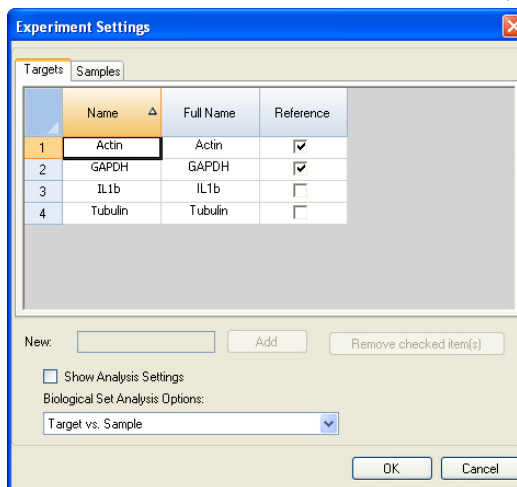 Experiment Settings
Targets Samples
Name Full Name Reference
1 Actin Actin
2 GAPDH GAPDH
3 IL1b IL1b
4 Tubulin Tubulin
New: Add Remove checked item(s)
Show Analysis Settings
Biological Set Analysis Options:
Target vs. Sample
OK Cancel